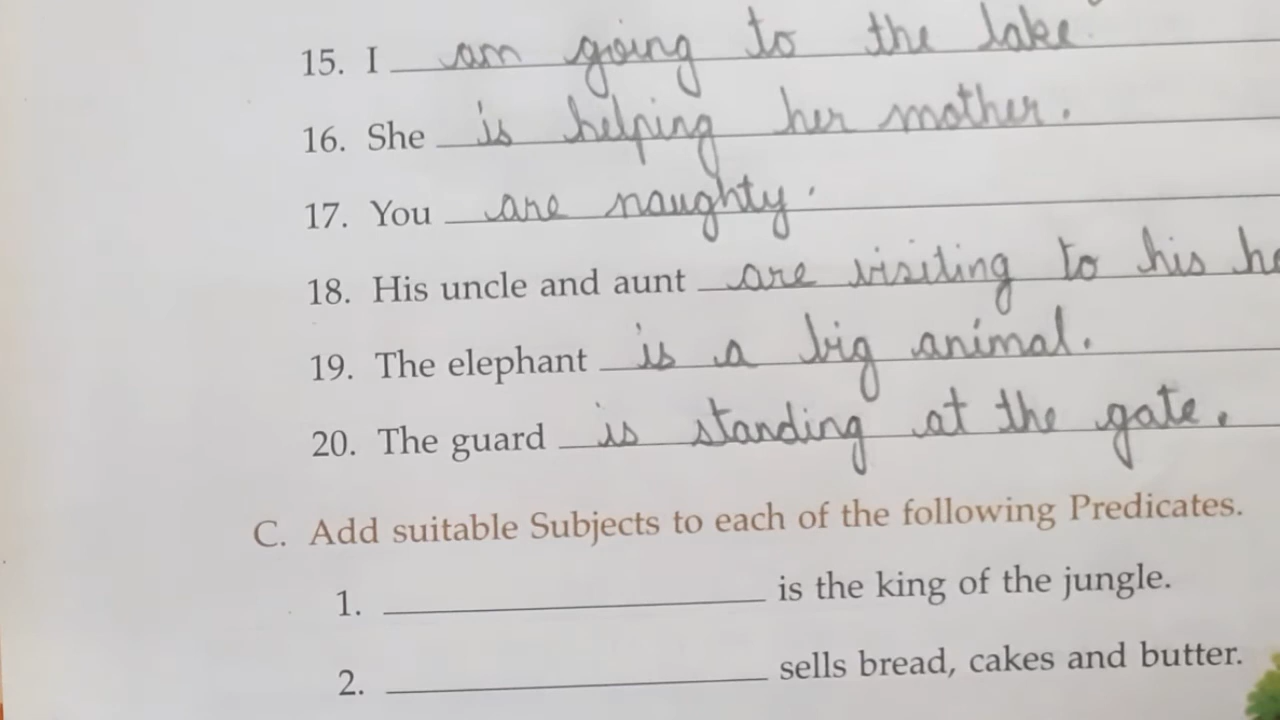 15. I am going to the lake
16. She is helping her mother.
17. You are naughty.
18. His uncle and aunt are visiting to his
19. The elephant is a big animal.
20. The guard is standing at the gate.
C. Add suitable Subjects to each of the following Predicates.
1. ____________ is the king of the jungle.
2. ____________ sells bread, cakes and butter.